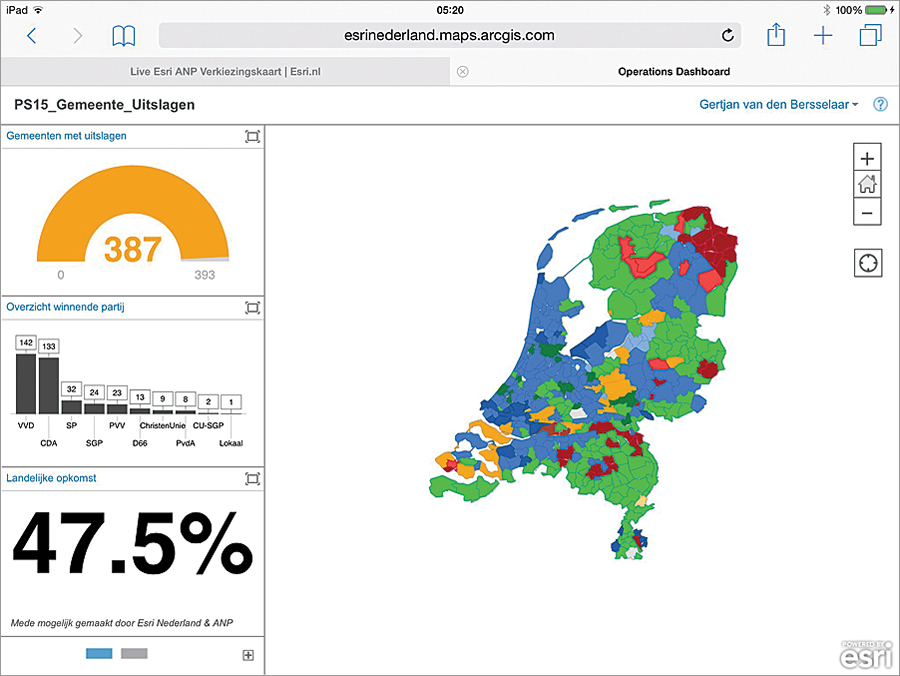 iPad 05:20 100%
esrinederland.maps.arcgis.com
Live Esri ANP Verkiezingskaart | Esri.nl Operations Dashboard
PS15_Gemeente_Uitslagen Gertjan van den Bersselaar ?
Gemeenten met uitslagen
387
0 393
Overzicht winnende partij
142 133 32 24 23 13 9 8 2 1
VVD SP PVV ChristenUnie CU-SGP
CDA SGP D66 PvdA Lokaal
Landelijke opkomst
47.5%
Mede mogelijk gemaakt door Esri Nederland & ANP
POWERED BY
esri